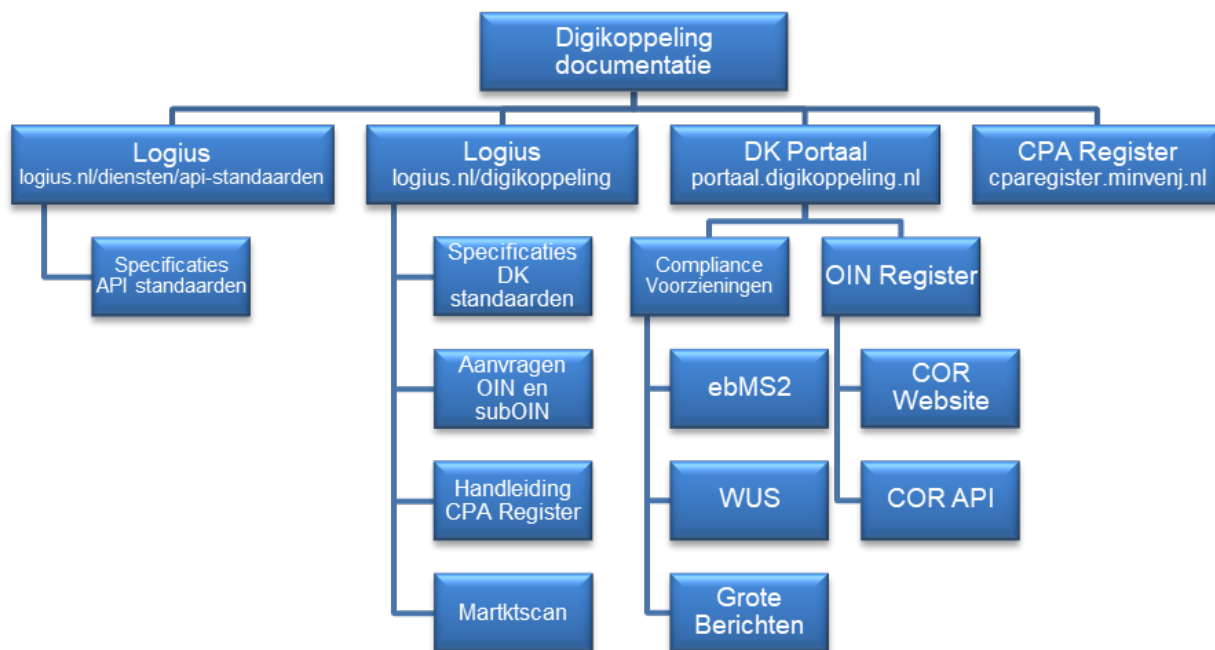 Digikoppeling
documentatie
Logius
logius.nl/diensten/api-standaarden
Specificaties
API standaarden
Logius
logius.nl/digikoppeling
Specificaties
DK
standaarden
Aanvragen
OIN en
subOIN
Handleiding
CPA Register
Martktscan
DK Portaal
portaal.digikoppeling.nl
Compliance
Voorzieningen
ebMS2
WUS
Grote
Berichten
OIN Register
COR
Website
COR API
CPA Register
cparegister.minvenj.nl